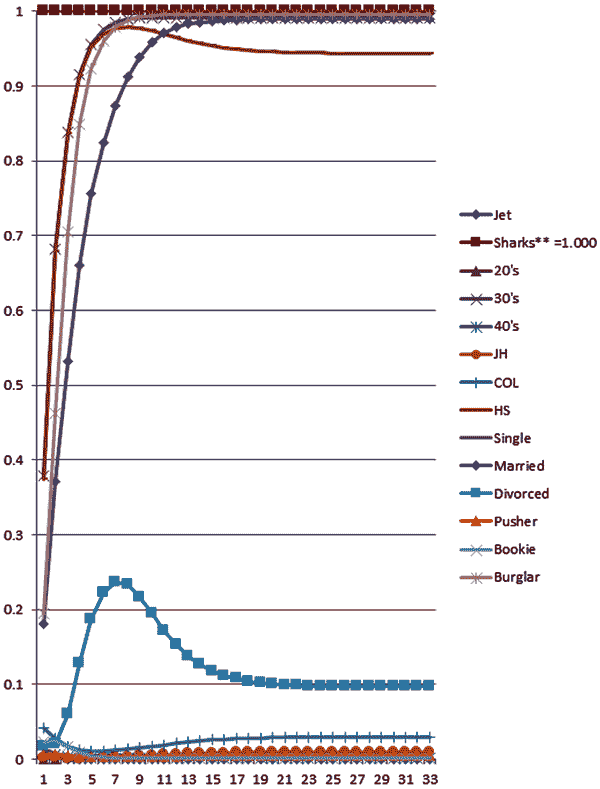 1
0.9
0.8
0.7
0.6
0.5
0.4
0.3
0.2
0.1
0
1 3 5 7 9 11 13 15 17 19 21 23 25 27 29 31 33
Jet
Sharks** =1.000
20's
30's
40's
JH
COL
HS
Single
Married
Divorced
Pusher
Bookie
Burglar